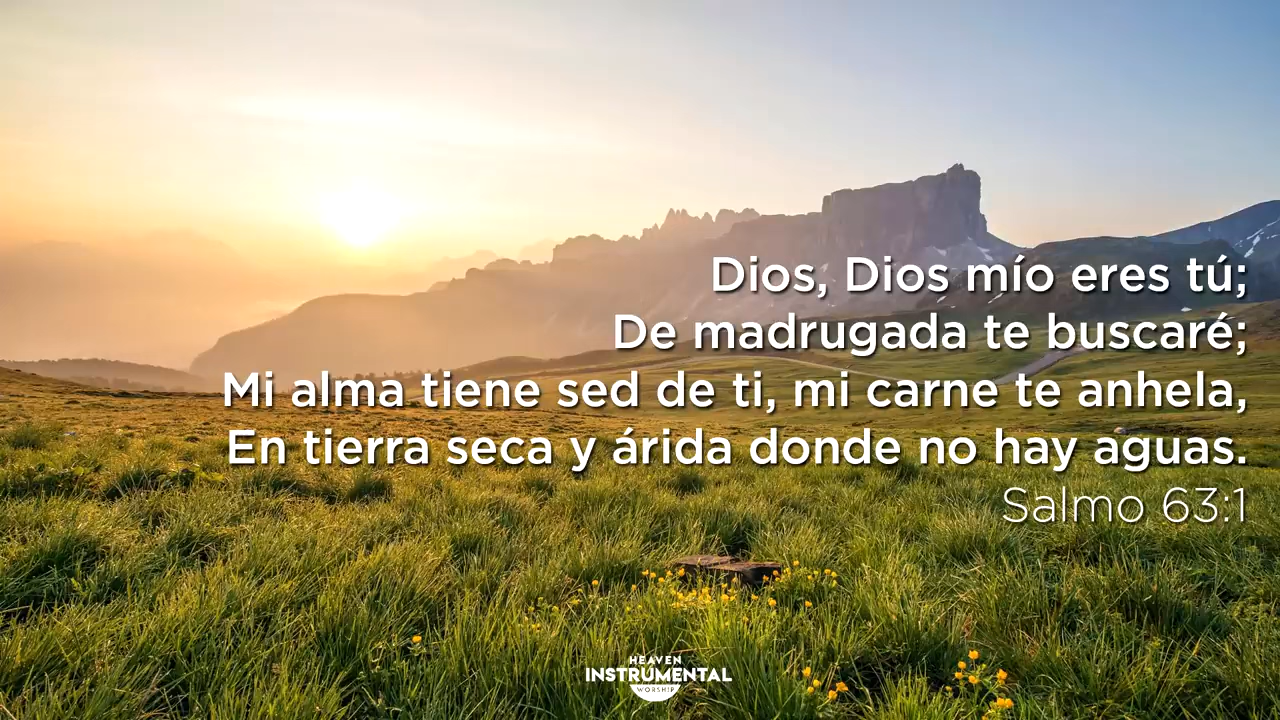 Dios, Dios mío eres tú;
De madrugada te buscaré;
Mi alma tiene sed de ti, mi carne te anhela,
En tierra seca y árida donde no hay aguas.
Salmo 63:1
HEAVEN
INSTRUMENTAL
WORSHIP